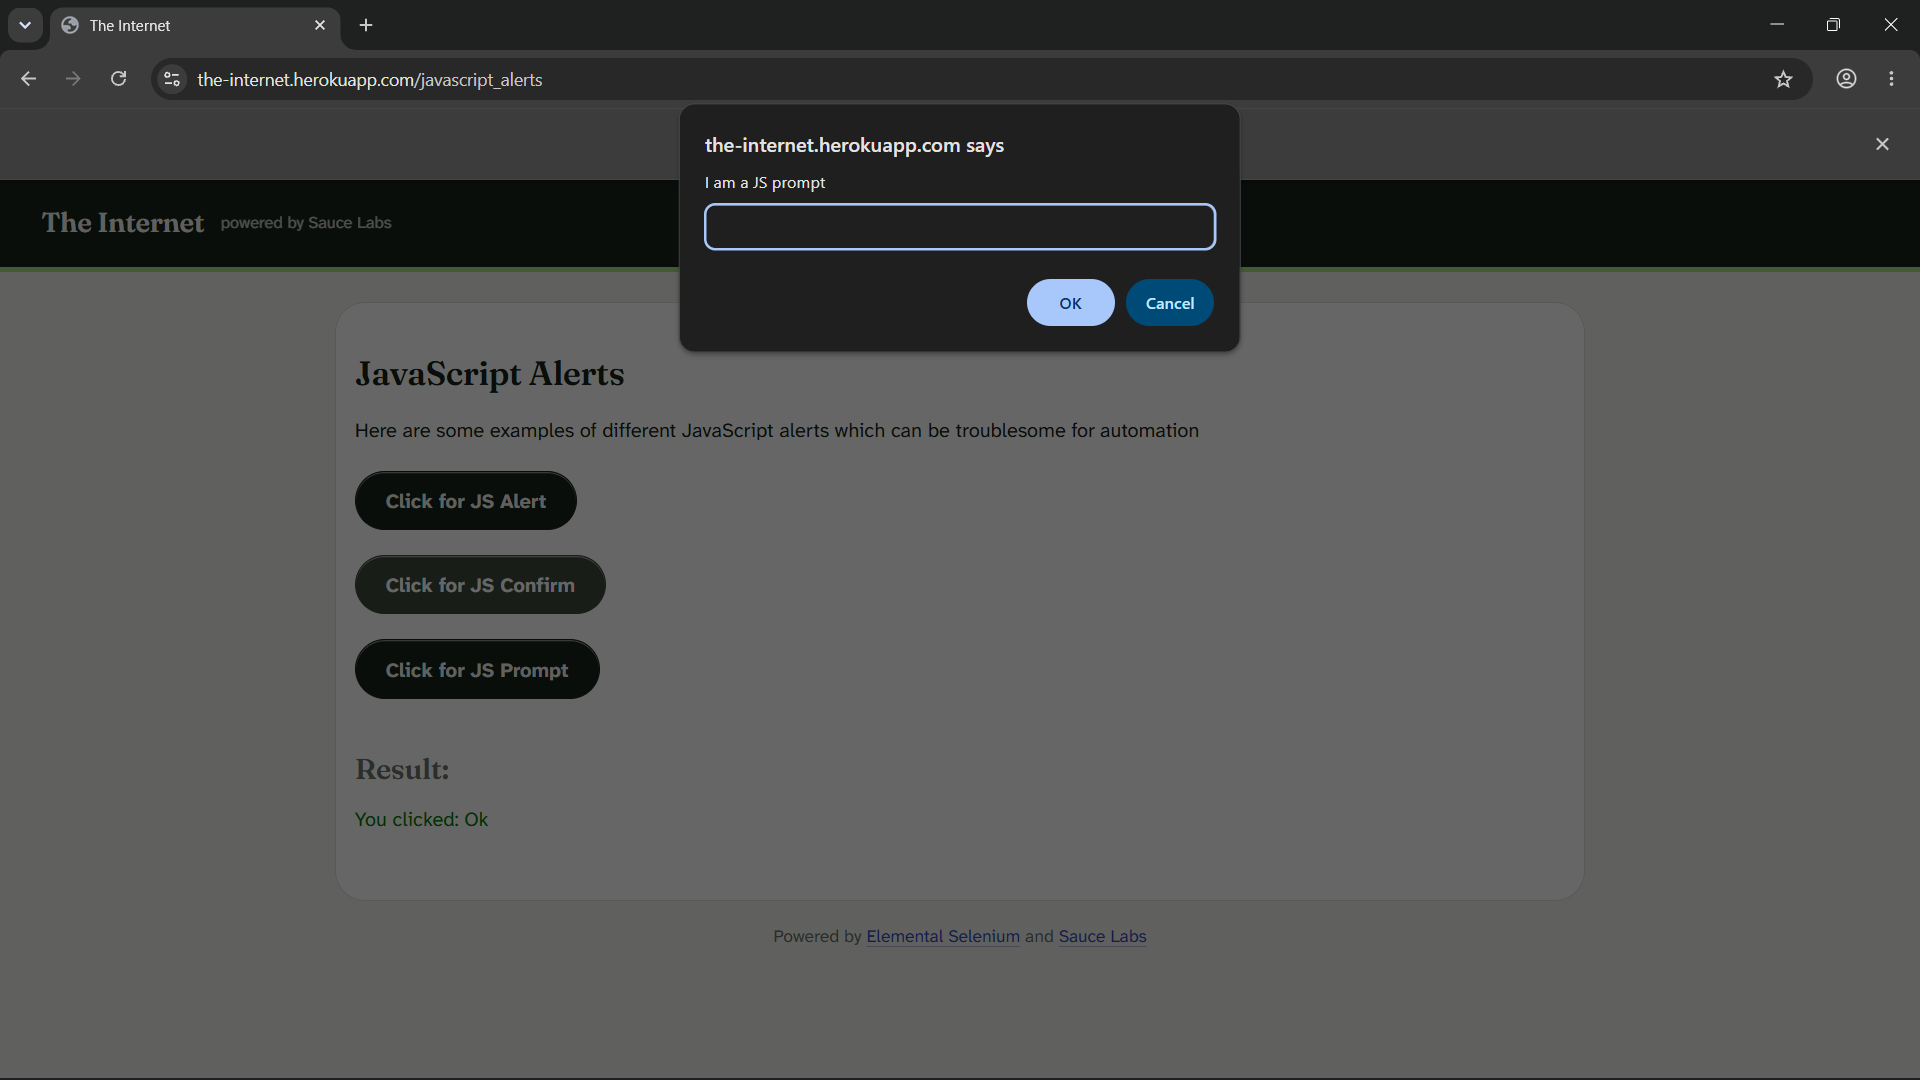 The Internet
the-internet.herokuapp.com/javascript_alerts
the-internet.herokuapp.com says
I am a JS prompt
OK Cancel
The Internet powered by Sauce Labs
JavaScript Alerts
Here are some examples of different JavaScript alerts which can be troublesome for automation
Click for JS Alert
Click for JS Confirm
Click for JS Prompt
Result:
You clicked: Ok
Powered by Elemental Selenium and Sauce Labs